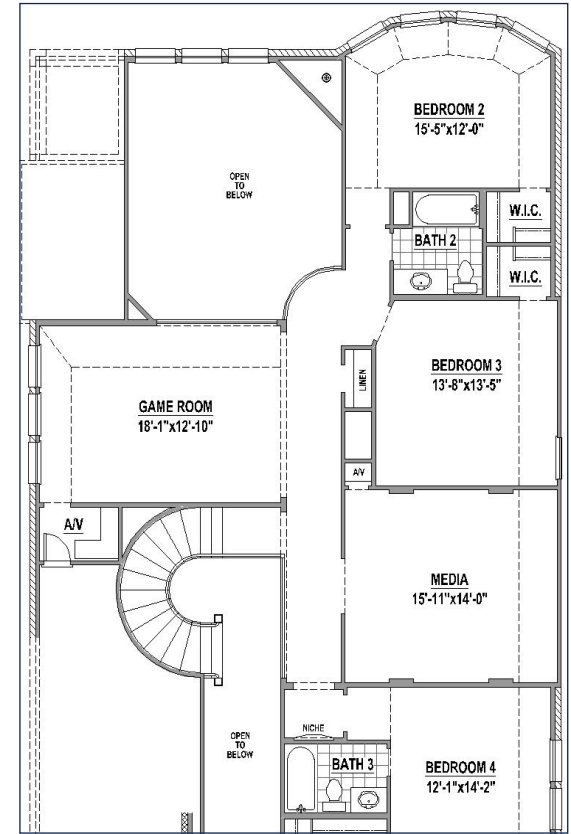 BEDROOM 2
15'-5"x12'-0"
OPEN
TO
BELOW
W.I.C.
BATH 2
W.I.C.
BEDROOM 3
13'-8"x13'-5"
LINEN
GAME ROOM
18'-1"x12'-10"
A/V
A/V
MEDIA
15'-11"x14'-0"
NICHE
OPEN
TO
BELOW
BATH 3
BEDROOM 4
12'-1"x14'-2"